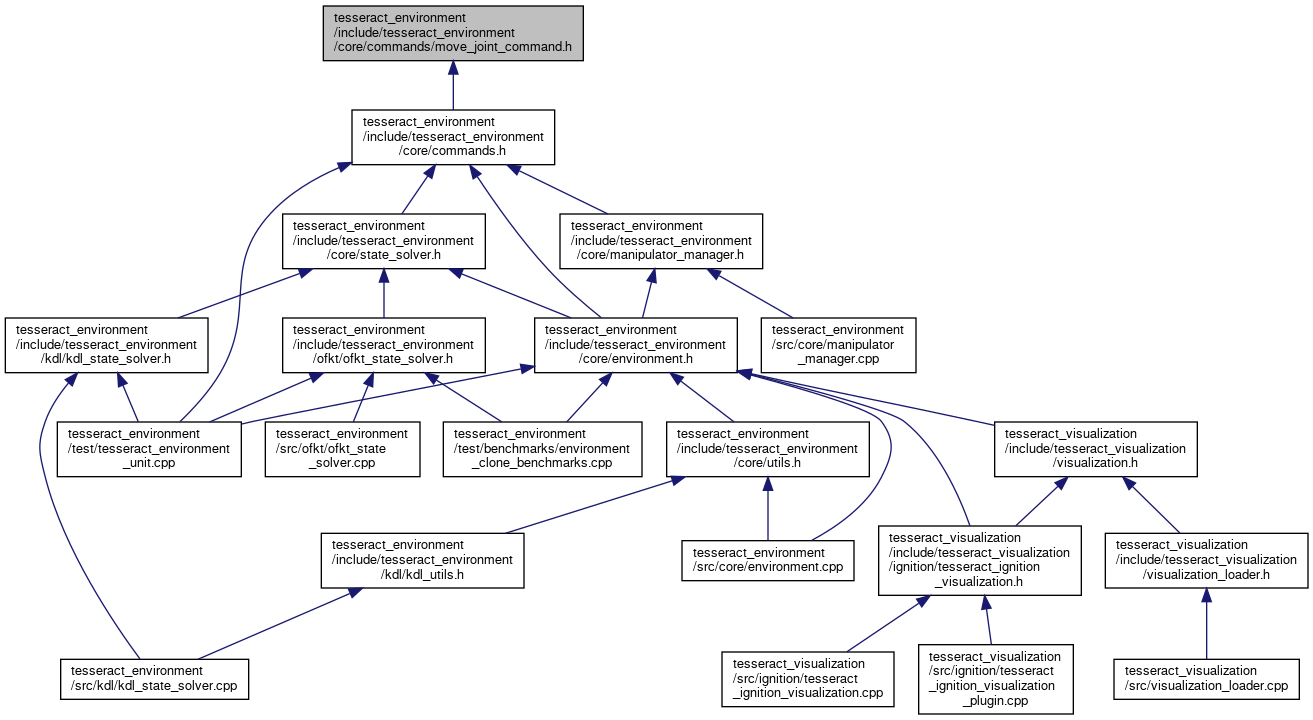 tesseract_environment
/include/tesseract_environment
/core/commands/move_joint_command.h
tesseract_environment
/include/tesseract_environment
/core/commands.h
tesseract_environment
/include/tesseract_environment
/core/state_solver.h
tesseract_environment
/include/tesseract_environment
/core/manipulator_manager.h
tesseract_environment
/include/tesseract_environment
/kdl/kdl_state_solver.h
tesseract_environment
/include/tesseract_environment
/ofkt/ofkt_state_solver.h
tesseract_environment
/include/tesseract_environment
/core/environment.h
tesseract_environment
/src/core/manipulator
_manager.cpp
tesseract_environment
/test/tesseract_environment
_unit.cpp
tesseract_environment
/src/ofkt/ofkt_state
_solver.cpp
tesseract_environment
/test/benchmarks/environment
_clone_benchmarks.cpp
tesseract_environment
/include/tesseract_environment
/core/utils.h
tesseract_visualization
/include/tesseract_visualization
/visualization.h
tesseract_environment
/include/tesseract_environment
/kdl/kdl_utils.h
tesseract_environment
/src/core/environment.cpp
tesseract_visualization
/include/tesseract_visualization
/ignition/tesseract_ignition
_visualization.h
tesseract_visualization
/include/tesseract_visualization
/visualization_loader.h
tesseract_environment
/src/kdl/kdl_state_solver.cpp
tesseract_visualization
/src/ignition/tesseract
_ignition_visualization.cpp
tesseract_visualization
/src/ignition/tesseract
_ignition_visualization
_plugin.cpp
tesseract_visualization
/src/visualization_loader.cpp